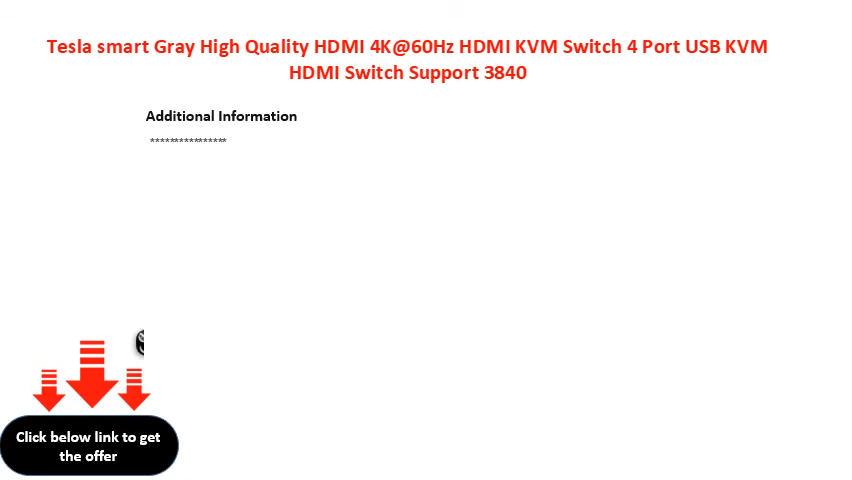 Tesla smart Gray High Quality HDMI 4K@60Hz HDMI KVM Switch 4 Port USB KVM
HDMI Switch Support 3840
Additional Information
****************
Click below link to get
the offer